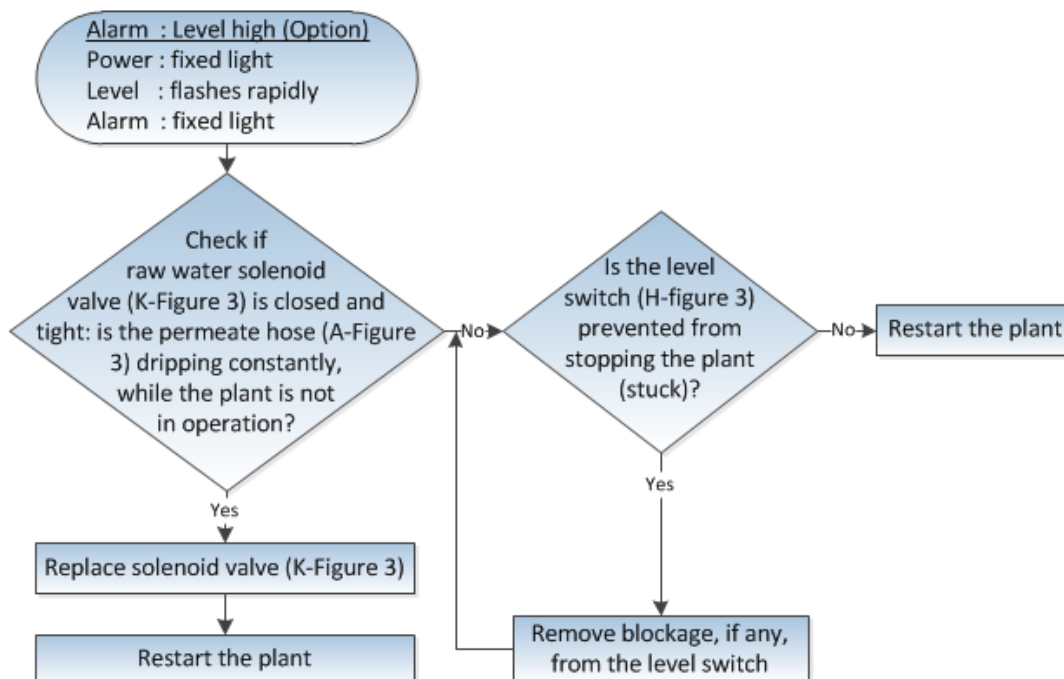 Alarm : Level high (Option)
Power : fixed light
Level : flashes rapidly
Alarm : fixed light
Check if
raw water solenoid
valve (K-Figure 3) is closed and
tight: is the permeate hose (A-Figure
3) dripping constantly,
while the plant is not
in operation?
No
Is the level
switch (H-figure 3)
prevented from
stopping the plant
(stuck)?
No
Restart the plant
Yes
Yes
Replace solenoid valve (K-Figure 3)
Restart the plant
Remove blockage, if any,
from the level switch